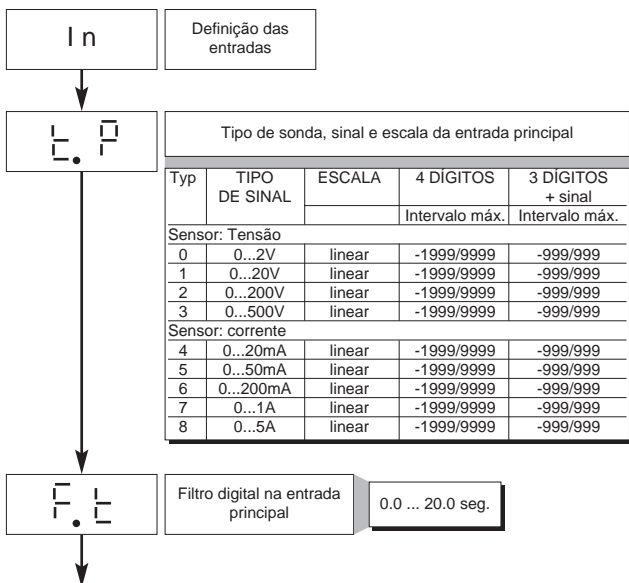 In
Definição das
entradas
t.P
Tipo de sonda, sinal e escala da entrada principal
Typ TIPO DE SINAL ESCALA 4 DÍGITOS 3 DÍGITOS + sinal
Intervalo máx. Intervalo máx.
Sensor: Tensão
0 0...2V linear -1999/9999 -999/999
1 0...20V linear -1999/9999 -999/999
2 0...200V linear -1999/9999 -999/999
3 0...500V linear -1999/9999 -999/999
Sensor: corrente
4 0...20mA linear -1999/9999 -999/999
5 0...50mA linear -1999/9999 -999/999
6 0...200mA linear -1999/9999 -999/999
7 0...1A linear -1999/9999 -999/999
8 0...5A linear -1999/9999 -999/999
F.t
Filtro digital na entrada
principal
0.0 ... 20.0 seg.